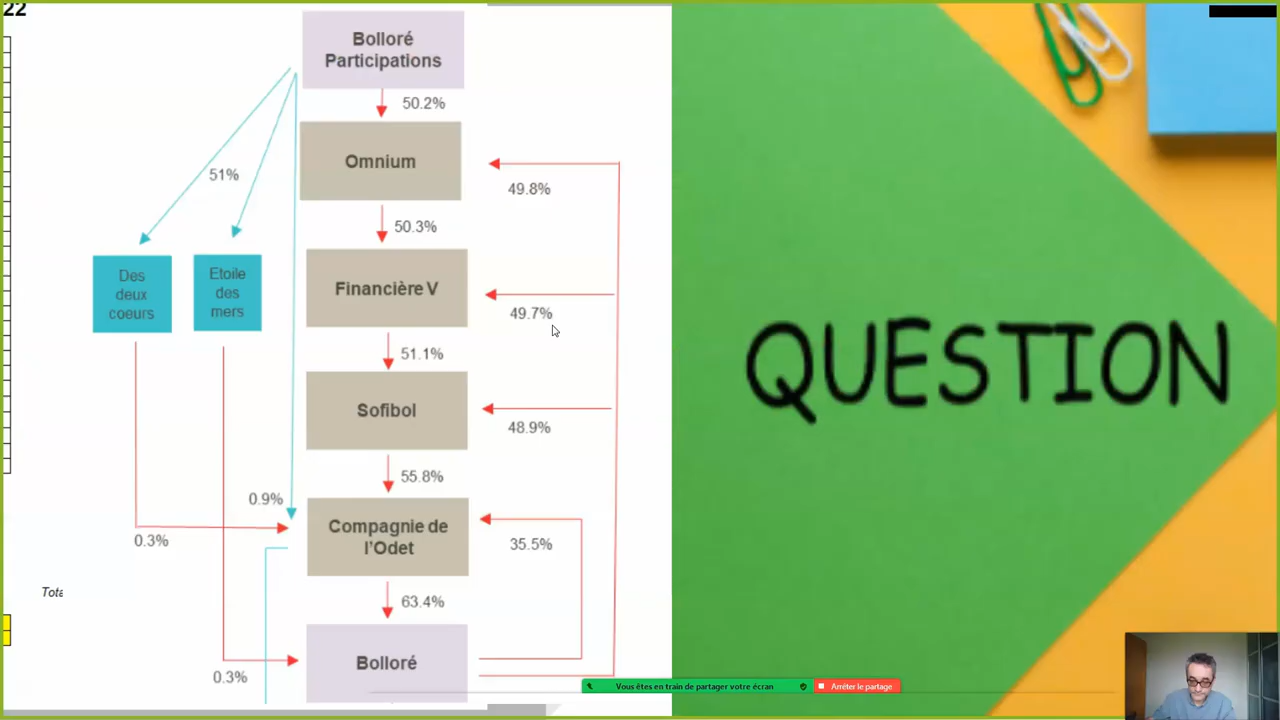 22
Bolloré
Participations
50.2%
Omnium
51%
49.8%
50.3%
Des
deux
coeurs
Etoile
des
mers
Financière V
49.7%
51.1%
Sofibol
48.9%
55.8%
0.9%
Compagnie de
l'Odet
0.3%
35.5%
63.4%
Tota
Bolloré
0.3%
QUESTION
Vous êtes en train de partager votre écran
Arrêter le partage